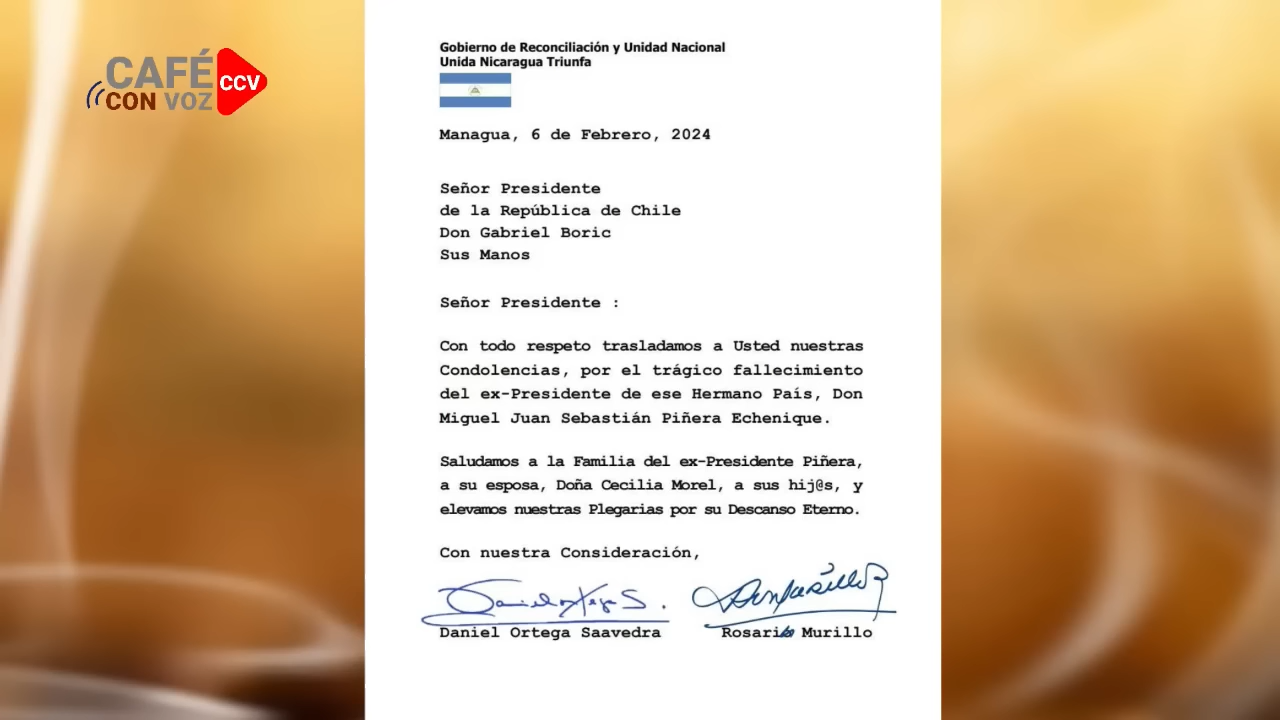 CAFÉ
CON VOZ
CCV
Gobierno de Reconciliación y Unidad Nacional
Unida Nicaragua Triunfa
Managua, 6 de Febrero, 2024
Señor Presidente
de la República de Chile
Don Gabriel Boric
Sus Manos
Señor Presidente :
Con todo respeto trasladamos a Usted nuestras
Condolencias, por el trágico fallecimiento
del ex-Presidente de ese Hermano País, Don
Miguel Juan Sebastián Piñera Echenique.
Saludamos a la Familia del ex-Presidente Piñera,
a su esposa, Doña Cecilia Morel, a sus hij@s, y
elevamos nuestras Plegarias por su Descanso Eterno.
Con nuestra Consideración,
Daniel Ortega Saavedra
Rosario Murillo